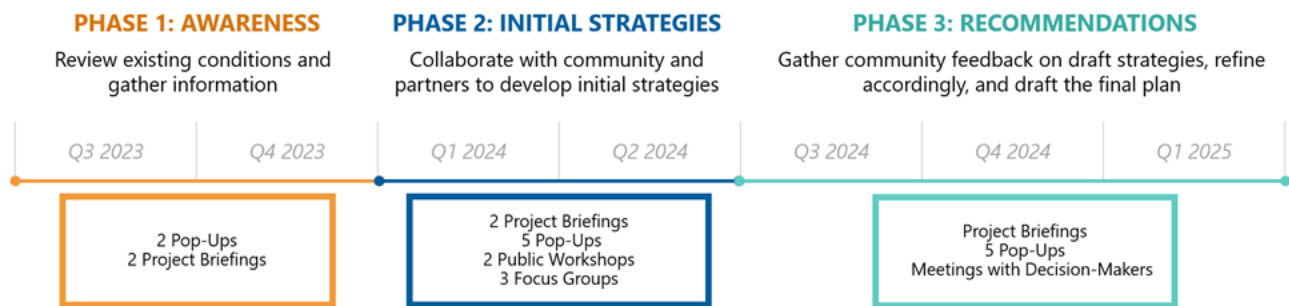 PHASE 1: AWARENESS
Review existing conditions and
gather information
PHASE 2: INITIAL STRATEGIES
Collaborate with community and
partners to develop initial strategies
PHASE 3: RECOMMENDATIONS
Gather community feedback on draft strategies, refine
accordingly, and draft the final plan
Q3 2023
Q4 2023
Q1 2024
Q2 2024
Q3 2024
Q4 2024
Q1 2025
2 Pop-Ups
2 Project Briefings
2 Project Briefings
5 Pop-Ups
2 Public Workshops
3 Focus Groups
Project Briefings
5 Pop-Ups
Meetings with Decision-Makers